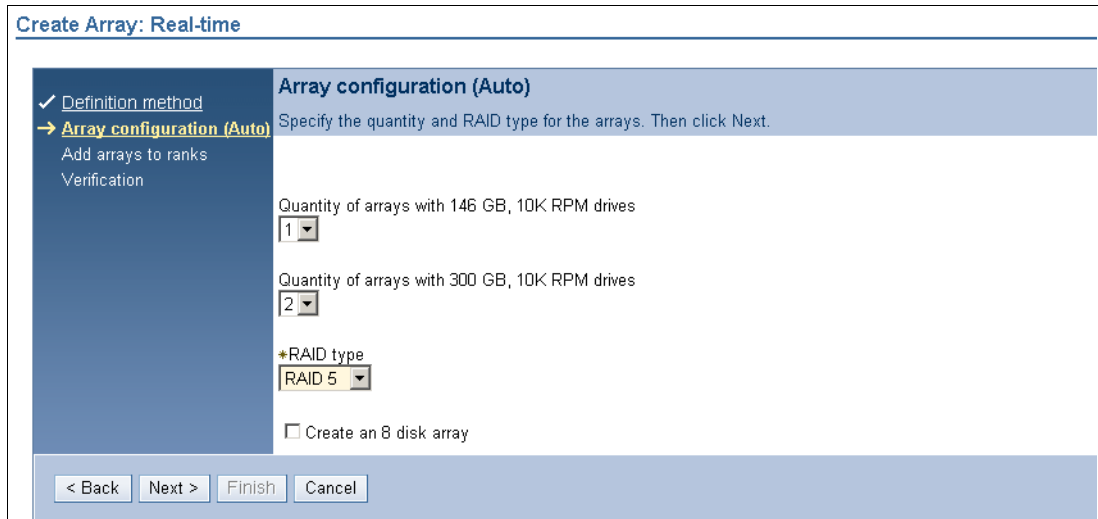 Create Array: Real-time
Definition method
Array configuration (Auto)
Add arrays to ranks
Verification
Array configuration (Auto)
Specify the quantity and RAID type for the arrays. Then click Next.
Quantity of arrays with 146 GB, 10K RPM drives
1
Quantity of arrays with 300 GB, 10K RPM drives
2
*RAID type
RAID 5
Create an 8 disk array
< Back Next > Finish Cancel